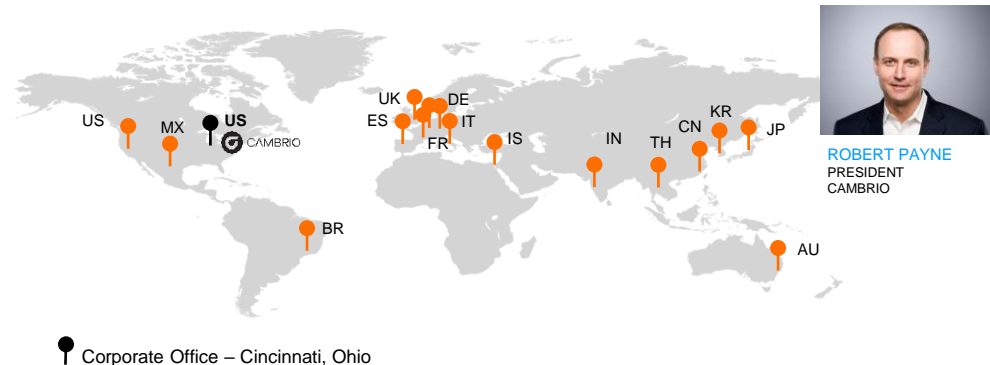 US
MX
US
CAMBRIO
BR
UK
ES
DE
FR
IT
IS
IN
TH
CN
KR
JP
AU
ROBERT PAYNE
PRESIDENT
CAMBRIO
Corporate Office – Cincinnati, Ohio